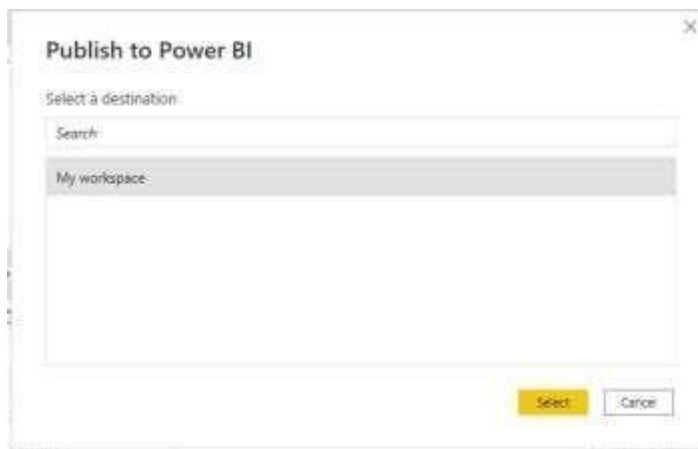 Publish to Power BI
Select a destination
Search
My workspace
Select
Cancel